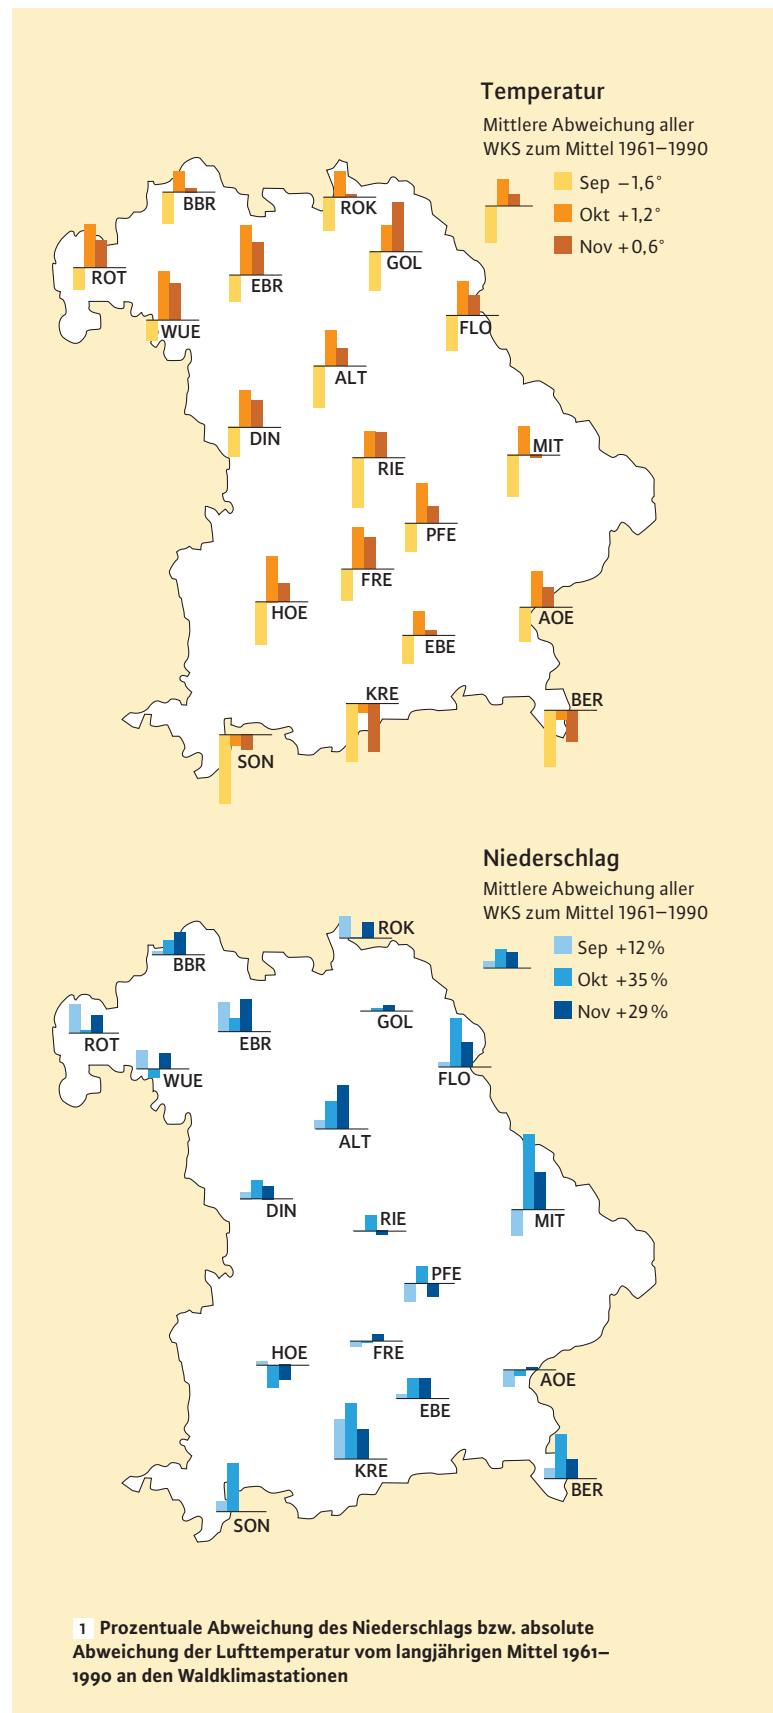 Temperatur
Mittlere Abweichung aller
WKS zum Mittel 1961–1990
Sep –1,6°
Okt +1,2°
Nov +0,6°
BBR
ROK
ROT
EBR
GOL
WUE
FLO
ALT
DIN
RIE
MIT
PFE
FRE
HOE
AOE
EBE
KRE
BER
SON
Niederschlag
Mittlere Abweichung aller
WKS zum Mittel 1961–1990
Sep +12%
Okt +35%
Nov +29%
ROK
BBR
GOL
ROT
EBR
WUE
FLO
ALT
DIN
RIE
MIT
PFE
HOE
FRE
AOE
EBE
KRE
BER
SON
1 Prozentuale Abweichung des Niederschlags bzw. absolute
Abweichung der Lufttemperatur vom langjährigen Mittel 1961–
1990 an den Waldklimastationen